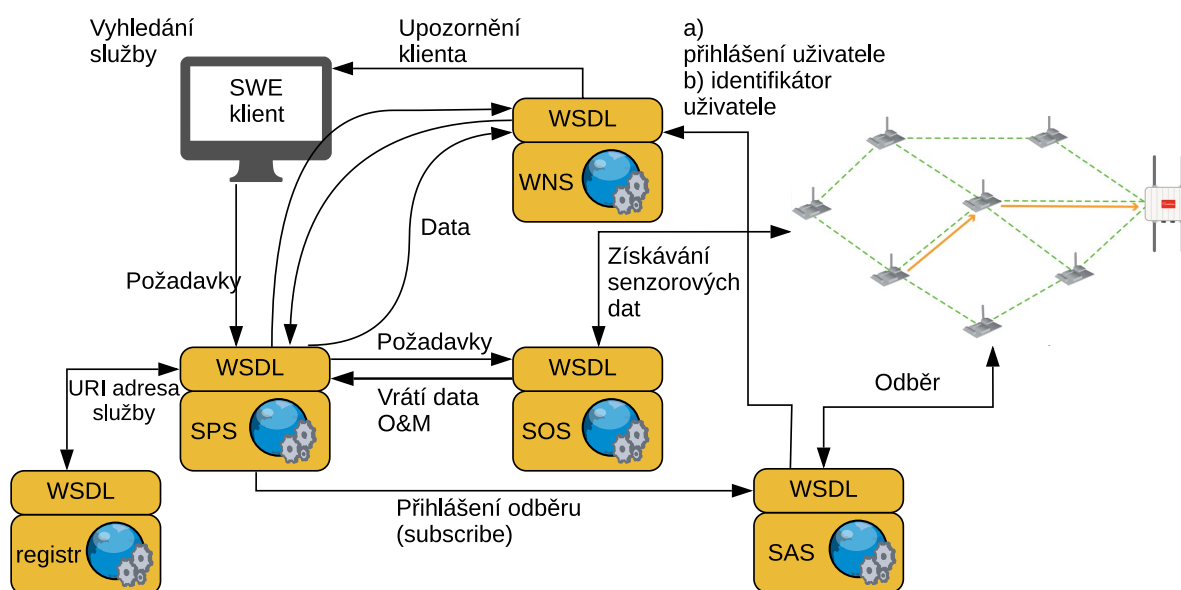 Vyhledání
služby
Upozornění
klienta
a)
přihlášení uživatele
b) identifikátor
uživatele
SWE
klient
WSDL
WNS
Data
Požadavky
Získávání
senzorových
dat
WSDL
SPS
Požadavky
Vrátí data
O&M
WSDL
SOS
Odběr
URI adresa
služby
WSDL
registr
Přihlášení odběru
(subscribe)
WSDL
SAS